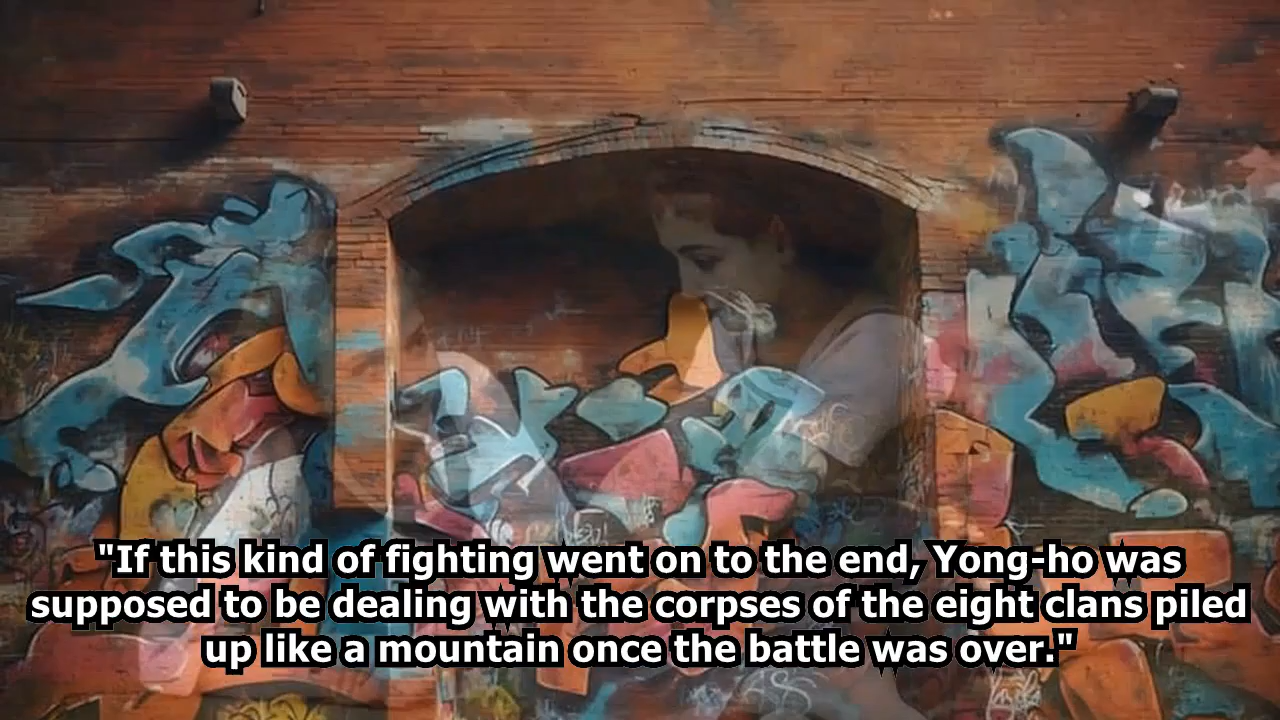 "If this kind of fighting went on to the end, Yong-ho was
supposed to be dealing with the corpses of the eight clans piled
up like a mountain once the battle was over."